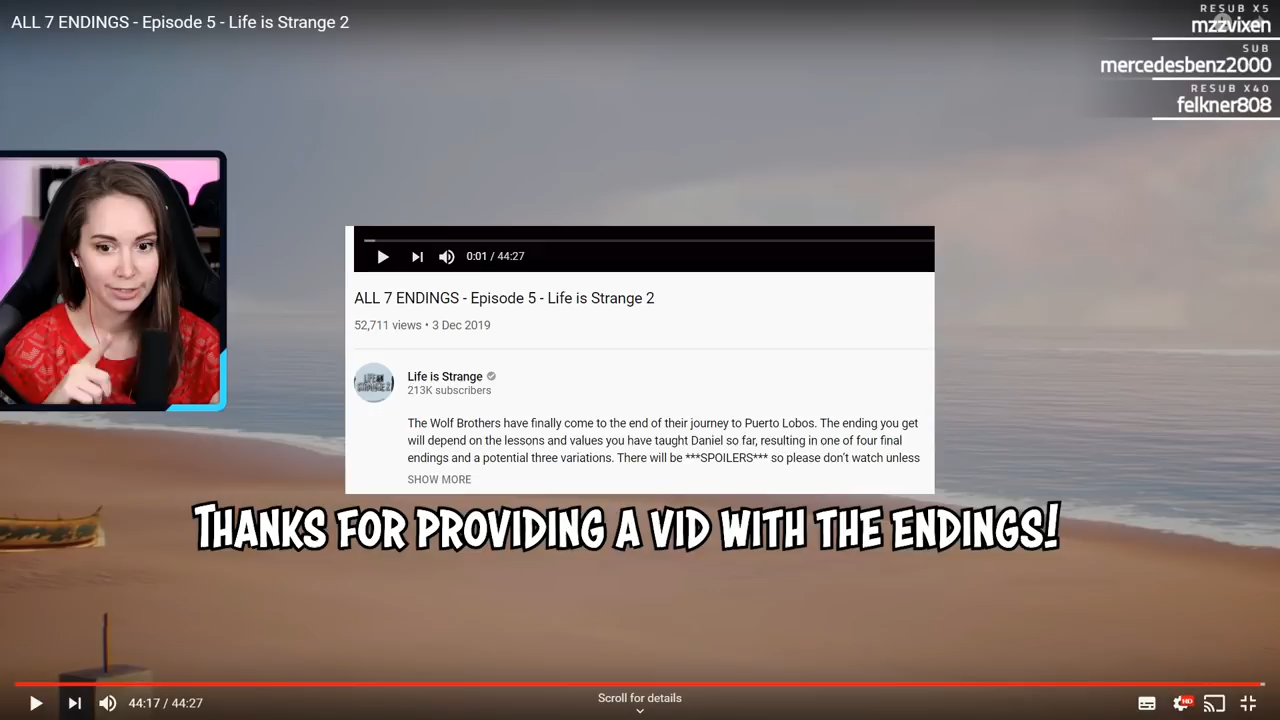 ALL 7 ENDINGS - Episode 5 - Life is Strange 2
RESUB X5
mzzvixen
SUB
mercedesbenz2000
RESUB X40
felkner808
0:01 / 44:27
ALL 7 ENDINGS - Episode 5 - Life is Strange 2
52,711 views • 3 Dec 2019
Life is Strange
213K subscribers
The Wolf Brothers have finally come to the end of their journey to Puerto Lobos. The ending you get
will depend on the lessons and values you have taught Daniel so far, resulting in one of four final
endings and a potential three variations. There will be ***SPOILERS*** so please don't watch unless
SHOW MORE
THANKS FOR PROVIDING A VID WITH THE ENDINGS!
44:17 / 44:27
Scroll for details
HD